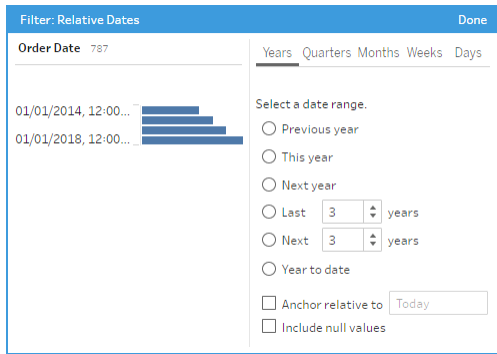 Filter: Relative Dates Done
Order Date 787
Years Quarters Months Weeks Days
01/01/2014, 12:00...
01/01/2018, 12:00...
Select a date range.
Previous year
This year
Next year
Last 3 years
Next 3 years
Year to date
Anchor relative to Today
Include null values